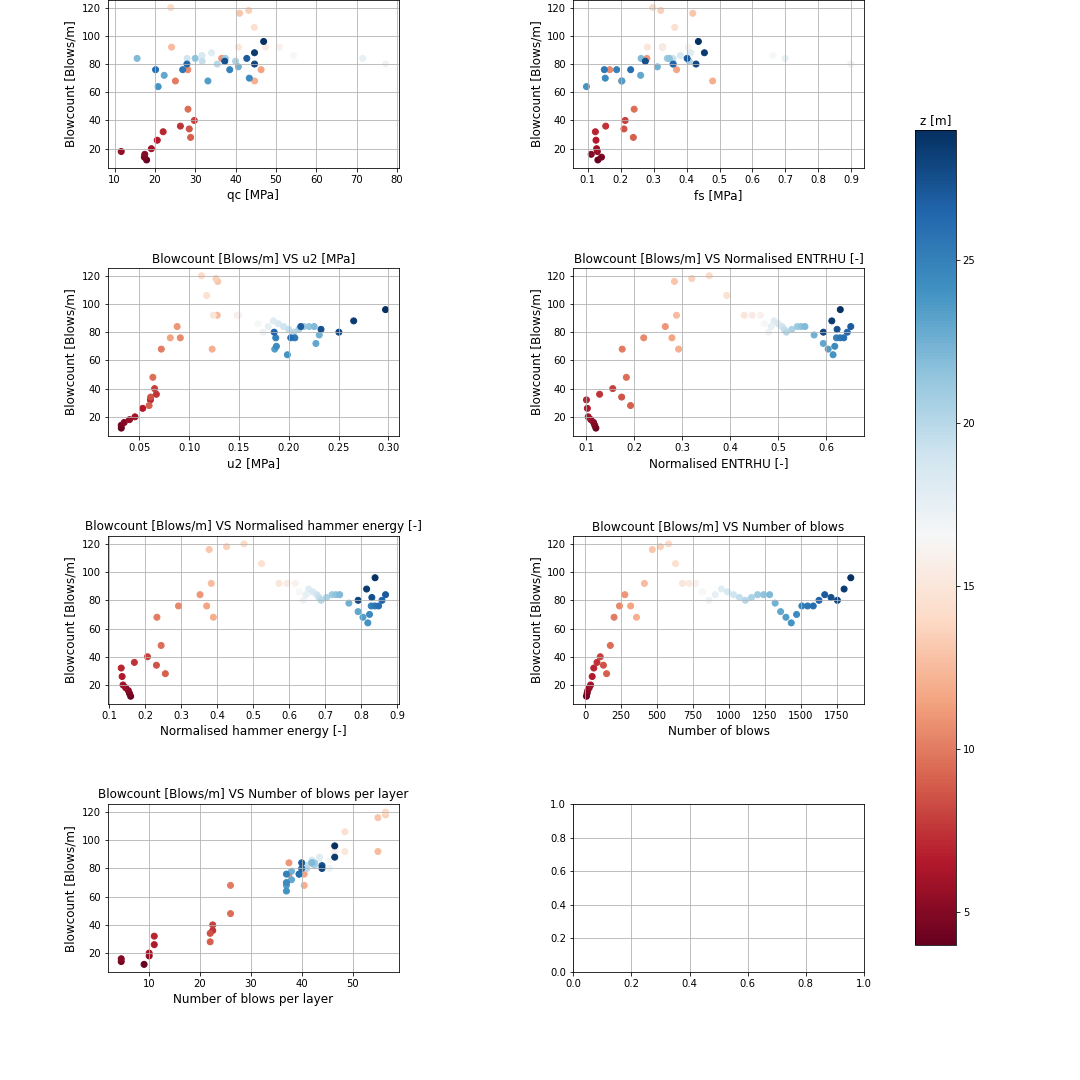 120
100
80
60
40
20
Blowcount [Blows/m]
10 20 30 40 50 60 70 80
qc [MPa]
120
100
80
60
40
20
Blowcount [Blows/m]
0.1 0.2 0.3 0.4 0.5 0.6 0.7 0.8 0.9
fs [MPa]
z [m]
25
20
15
10
5
Blowcount [Blows/m] VS u2 [MPa]
120
100
80
60
40
20
Blowcount [Blows/m]
0.05 0.10 0.15 0.20 0.25 0.30
u2 [MPa]
Blowcount [Blows/m] VS Normalised ENTRHU [-]
120
100
80
60
40
20
Blowcount [Blows/m]
0.1 0.2 0.3 0.4 0.5 0.6
Normalised ENTRHU [-]
Blowcount [Blows/m] VS Normalised hammer energy [-]
120
100
80
60
40
20
Blowcount [Blows/m]
0.1 0.2 0.3 0.4 0.5 0.6 0.7 0.8 0.9
Normalised hammer energy [-]
Blowcount [Blows/m] VS Number of blows
120
100
80
60
40
20
Blowcount [Blows/m]
0 250 500 750 1000 1250 1500 1750
Number of blows
Blowcount [Blows/m] VS Number of blows per layer
120
100
80
60
40
20
Blowcount [Blows/m]
10 20 30 40 50
Number of blows per layer
1.0
0.8
0.6
0.4
0.2
0.0
0.0 0.2 0.4 0.6 0.8 1.0